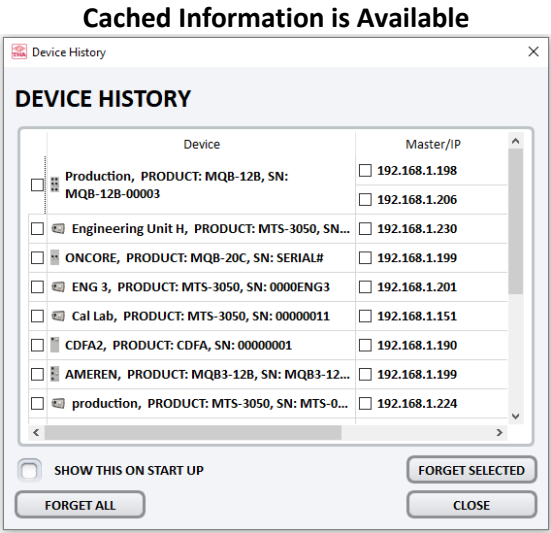 Cached Information is Available
Device History
DEVICE HISTORY
Device Master/IP
Production, PRODUCT: MQB-12B, SN:
MQB-12B-00003
192.168.1.198
192.168.1.206
Engineering Unit H, PRODUCT: MTS-3050, SN... 192.168.1.230
ONCORE, PRODUCT: MQB-20C, SN: SERIAL# 192.168.1.199
ENG 3, PRODUCT: MTS-3050, SN: 0000ENG3 192.168.1.201
Cal Lab, PRODUCT: MTS-3050, SN: 00000011 192.168.1.151
CDFA2, PRODUCT: CDFA, SN: 00000001 192.168.1.190
AMEREN, PRODUCT: MQB3-12B, SN: MQB3-12... 192.168.1.199
production, PRODUCT: MTS-3050, SN: MTS-0... 192.168.1.224
SHOW THIS ON START UP
FORGET SELECTED
FORGET ALL
CLOSE